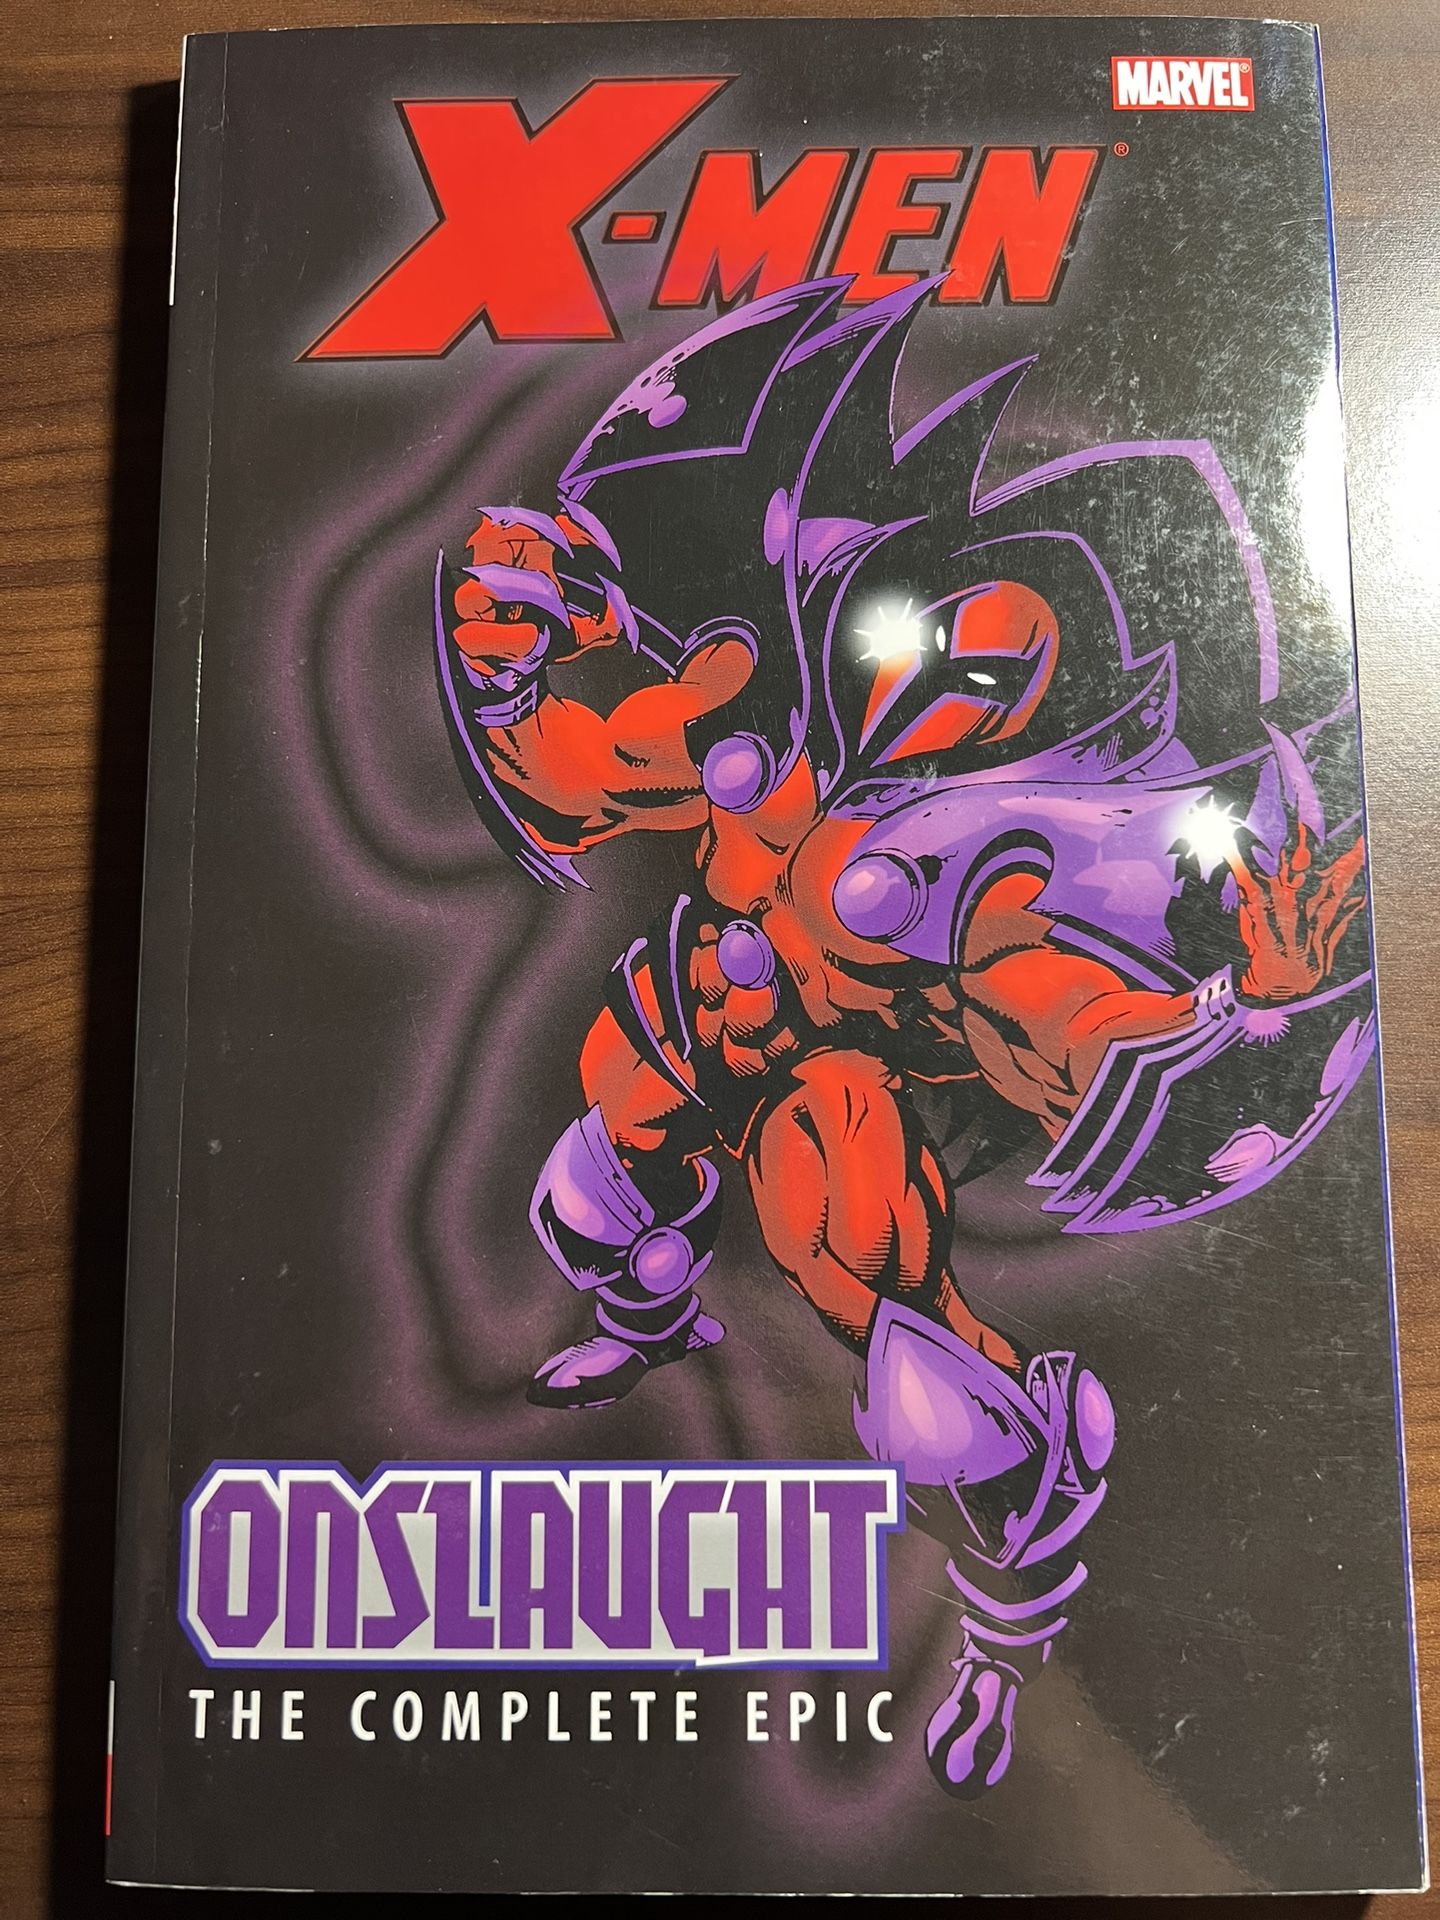 MARVEL®
X-MEN®
ONSLAUGHT
THE COMPLETE EPIC